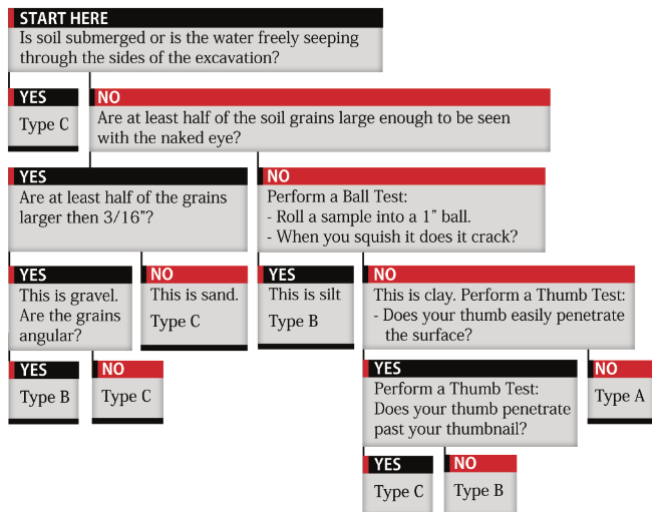 START HERE
Is soil submerged or is the water freely seeping
through the sides of the excavation?
YES
Type C
NO
Are at least half of the soil grains large enough to be seen
with the naked eye?
YES
Are at least half of the grains
larger then 3/16"?
NO
Perform a Ball Test:
- Roll a sample into a 1" ball.
- When you squish it does it crack?
YES
This is gravel.
Are the grains
angular?
NO
This is sand.
Type C
YES
This is silt
Type B
NO
This is clay. Perform a Thumb Test:
- Does your thumb easily penetrate
the surface?
YES
Type B
NO
Type C
YES
Perform a Thumb Test:
Does your thumb penetrate
past your thumbnail?
NO
Type A
YES
Type C
NO
Type B